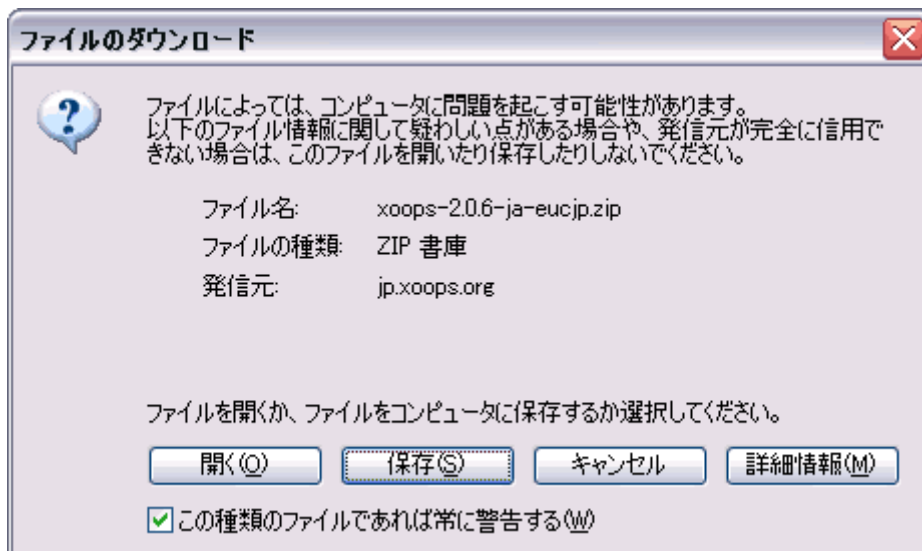 ファイルのダウンロード
ファイルによっては、コンピュータに問題を起こす可能性があります。
以下のファイル情報に関して疑わしい点がある場合や、発信元が完全に信用で
きない場合は、このファイルを開いたり保存したりしないでください。
ファイル名: xoops-2.0.6-ja-eucjp.zip
ファイルの種類: ZIP 書庫
発信元: jp.xoops.org
ファイルを開くか、ファイルをコンピュータに保存するか選択してください。
開く(O) 保存(S) キャンセル 詳細情報(M)
この種類のファイルであれば常に警告する(W)